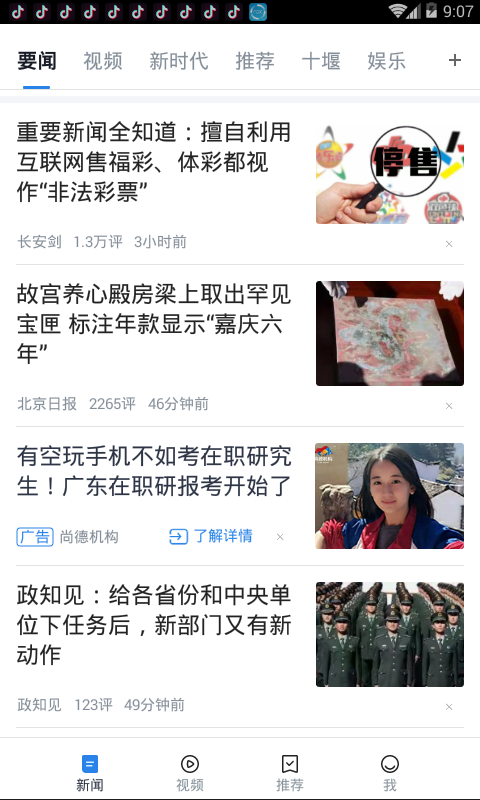 9:07
要闻 视频 新时代 推荐 十堰 娱乐 +
重要新闻全知道：擅自利用
互联网售福彩、体彩都视
作“非法彩票”
停售
长安剑 1.3万评 3小时前
故宫养心殿房梁上取出罕见
宝匣 标注年款显示“嘉庆六
年”
北京日报 2265评 46分钟前
有空玩手机不如考在职研究
生！广东在职研报考开始了
广告 尚德机构 了解详情
政知见：给各省份和中央单
位下任务后，新部门又有新
动作
政知见 123评 49分钟前
新闻 视频 推荐 我